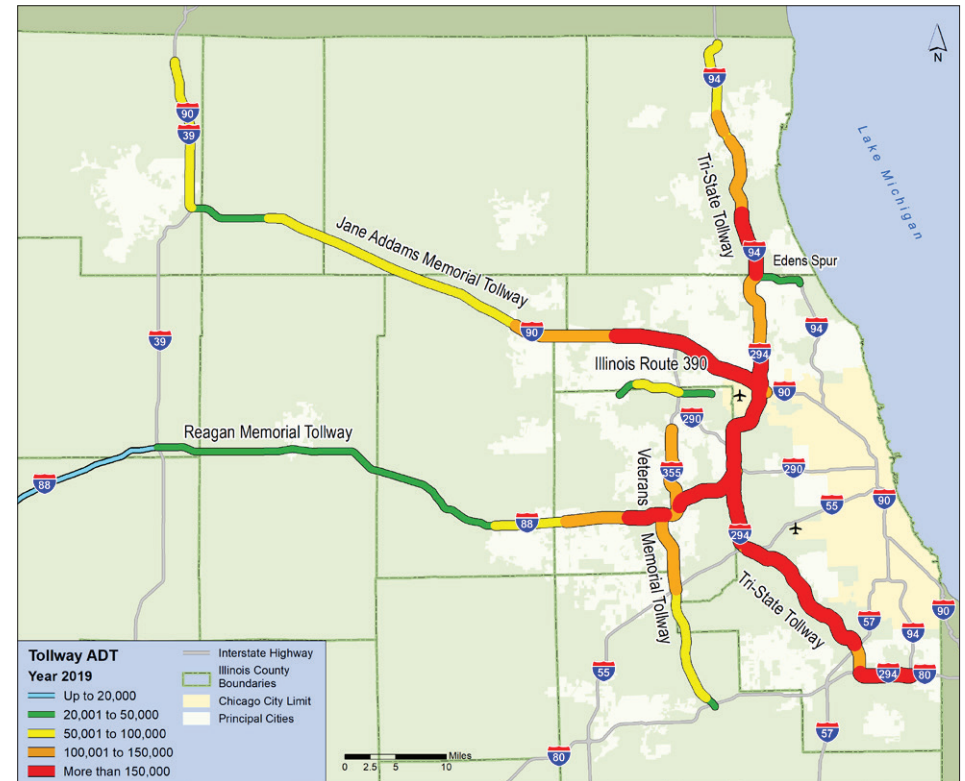 94
N
90
39
Lake Michigan
Tri-State Tollway
Jane Addams Memorial Tollway
94
Edens Spur
90
94
39
294
Illinois Route 390
90
290
Reagan Memorial Tollway
Veterans
Memorial Tollway
355
290
88
55
90
88
294
Tri-State Tollway
90
57
94
55
294
80
57
80
Tollway ADT
Year 2019
Up to 20,000
20,001 to 50,000
50,001 to 100,000
100,001 to 150,000
More than 150,000
Interstate Highway
Illinois County
Boundaries
Chicago City Limit
Principal Cities
Miles
0 2.5 5 10